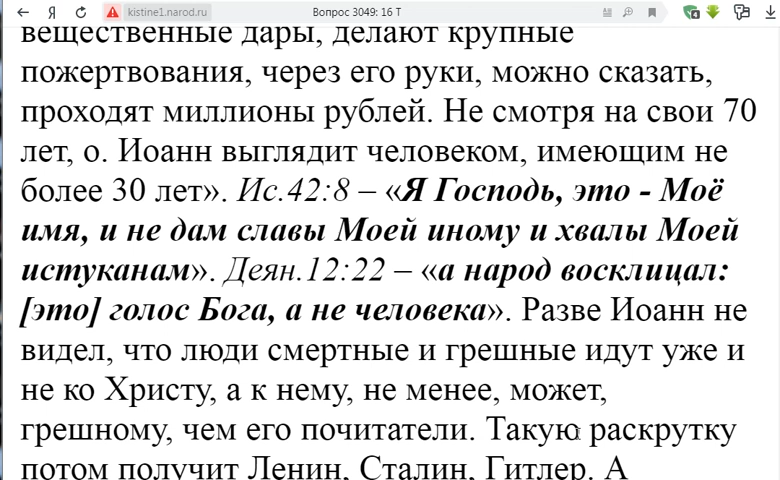 kistine1.narod.ru
Вопрос 3049: 16 Т
вещественные дары, делают крупные
пожертвования, через его руки, можно сказать,
проходят миллионы рублей. Не смотря на свои 70
лет, о. Иоанн выглядит человеком, имеющим не
более 30 лет». Ис.42:8 – «Я Господь, это - Моё
имя, и не дам славы Моей иному и хвалы Моей
истуканам». Деян.12:22 – «а народ восклицал:
[это] голос Бога, а не человека». Разве Иоанн не
видел, что люди смертные и грешные идут уже и
не ко Христу, а к нему, не менее, может,
грешному, чем его почитатели. Такую раскрутку
потом получит Ленин, Сталин, Гитлер. А